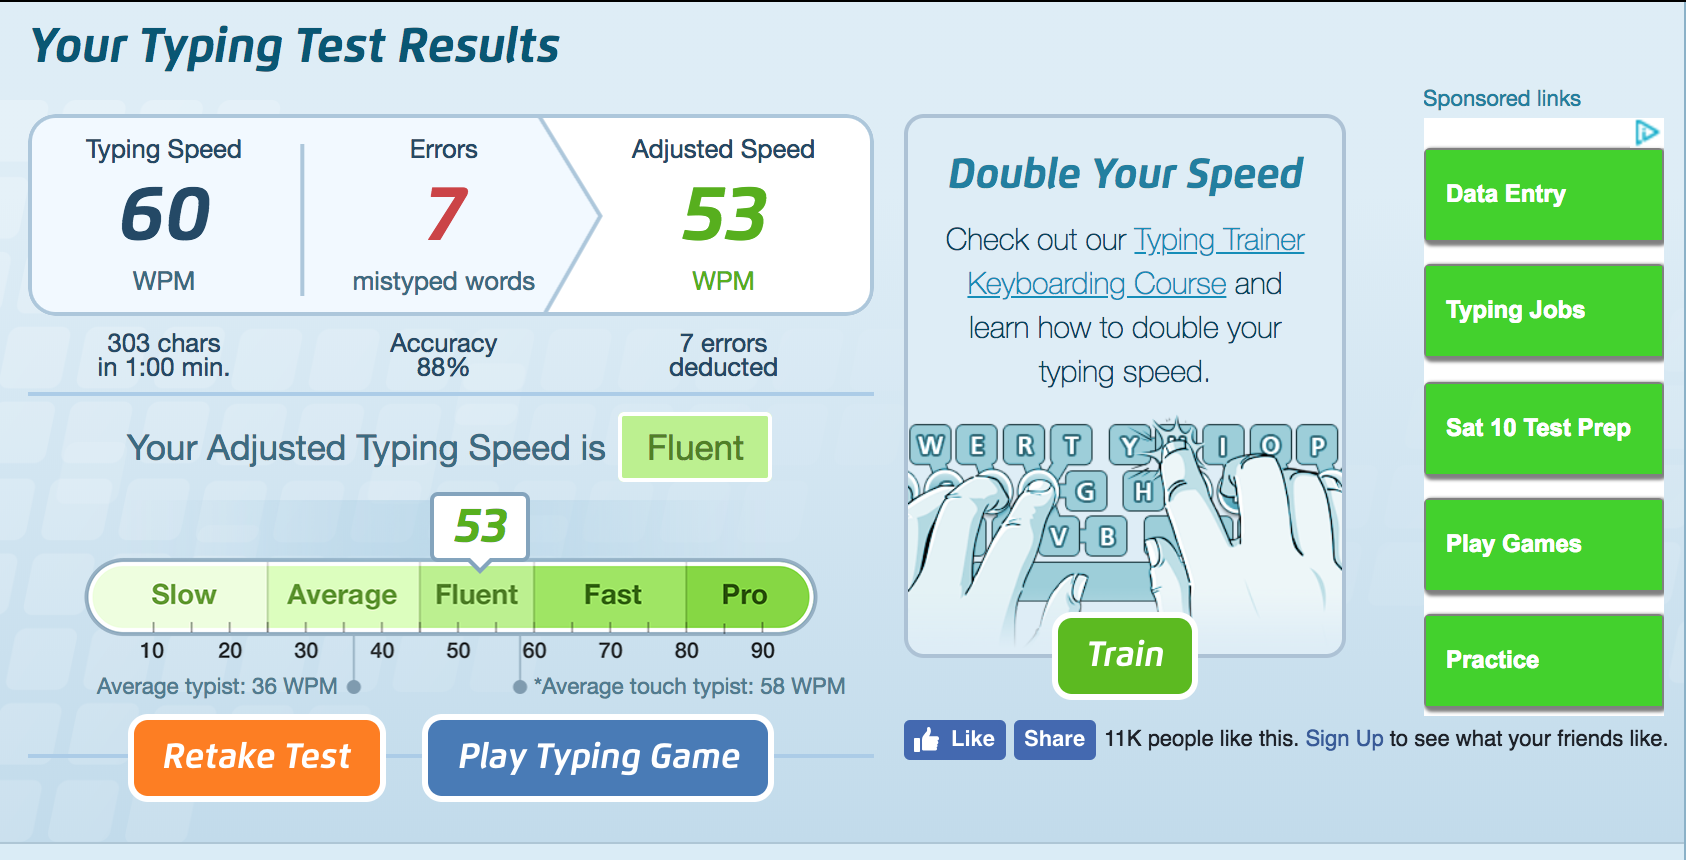 Your Typing Test Results
Typing Speed
60
WPM
303 chars
in 1:00 min.
Errors
7
mistyped words
Accuracy
88%
Adjusted Speed
53
WPM
7 errors
deducted
Your Adjusted Typing Speed is Fluent
53
Slow Average Fluent Fast Pro
10 20 30 40 50 60 70 80 90
Average typist: 36 WPM *Average touch typist: 58 WPM
Retake Test
Play Typing Game
Double Your Speed
Check out our Typing Trainer
Keyboarding Course and
learn how to double your
typing speed.
W E R T Y I O P
G H
V B
Train
Like Share 11K people like this. Sign Up to see what your friends like.
Sponsored links
Data Entry
Typing Jobs
Sat 10 Test Prep
Play Games
Practice